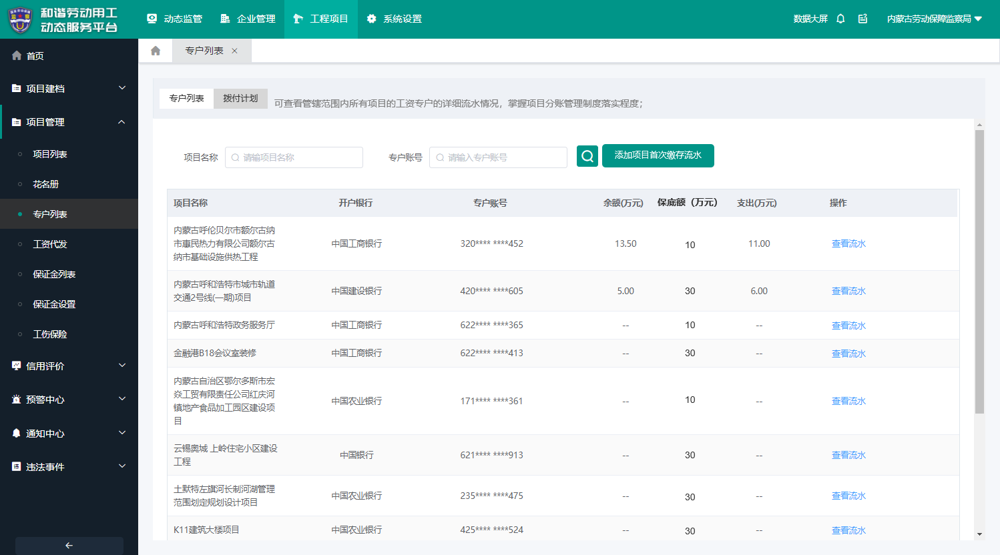 和谐劳动用工
动态服务平台
动态监管
企业管理
工程项目
系统设置
数据大屏
内蒙古劳动保障监察局
首页
项目建档
项目管理
项目列表
花名册
专户列表
工资代发
保证金列表
保证金设置
工伤保险
信用评价
预警中心
通知中心
违法事件
专户列表
专户列表
拨付计划
可查看管辖范围内所有项目的工资专户的详细流水情况，掌握项目分账管理制度落实程度；
项目名称
请输项目名称
专户账号
请输入专户账号
添加项目首次缴存流水
项目名称 开户银行 专户账号 余额(万元) 保底额（万元） 支出(万元) 操作
内蒙古呼伦贝尔市额尔古纳
市惠民热力有限公司额尔古
纳市基础设施供热工程
中国工商银行 320**** ****452 13.50 10 11.00 查看流水
内蒙古呼和浩特市城市轨道
交通2号线(一期)项目
中国建设银行 420**** ****605 5.00 30 6.00 查看流水
内蒙古呼和浩特政务服务厅 中国工商银行 622**** ****365 -- 10 -- 查看流水
金融港B18会议室装修 中国工商银行 622**** ****413 -- 30 -- 查看流水
内蒙古自治区鄂尔多斯市宏
焱工贸有限责任公司红庆河
镇地产食品加工园区建设项
目
中国农业银行 171**** ****361 -- 10 -- 查看流水
云锡奥城 上岭住宅小区建设
工程
中国银行 621**** ****913 -- 30 -- 查看流水
土默特左旗河长制河湖管理
范围划定规划设计项目
中国农业银行 235**** ****475 -- 30 -- 查看流水
K11建筑大楼项目 中国农业银行 425**** ****524 -- 30 -- 查看流水